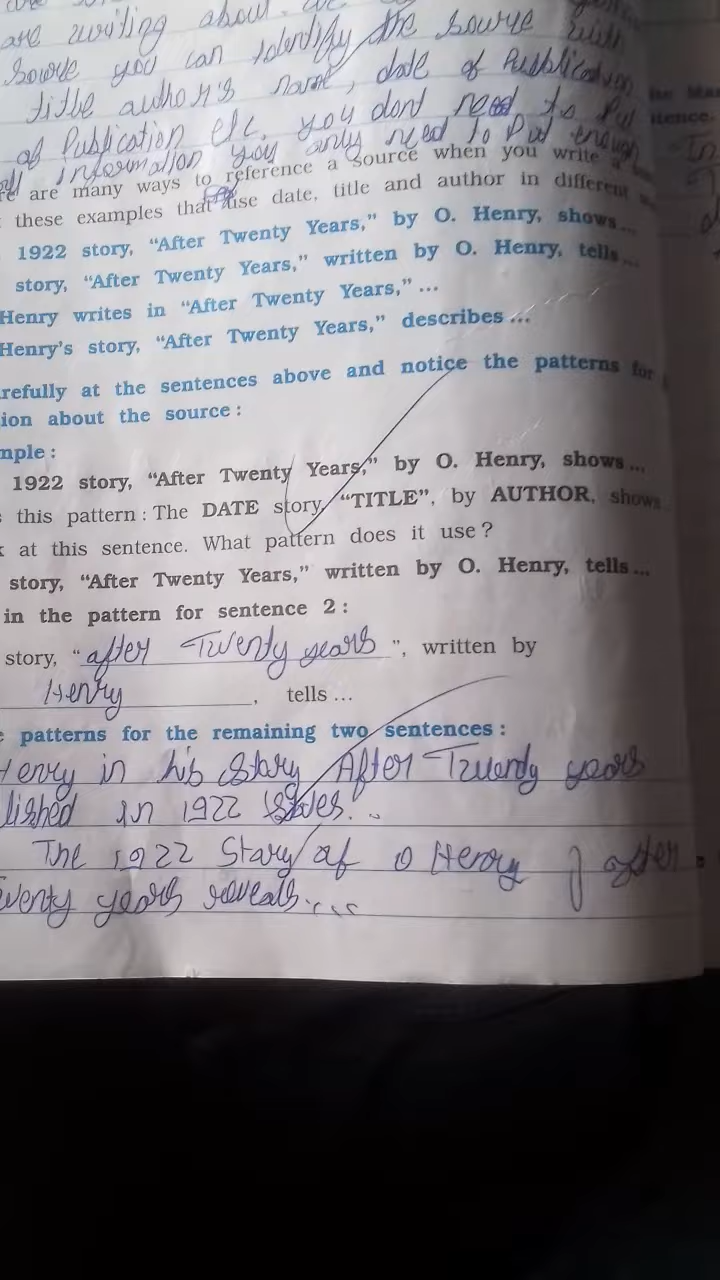 are writing about.
are writing about the source with
source you can identify the source with
title author's name, date of Publication
of Publication etc. you dont need to Put
all information you only need to Put enough
re are many ways to reference a source when you write a
these examples that use date, title and author in different
1922 story, “After Twenty Years,” by O. Henry, shows...
story, “After Twenty Years,” written by O. Henry, tells...
Henry writes in “After Twenty Years,” ...
Henry's story, “After Twenty Years,” describes ...
refully at the sentences above and notice the patterns for
ion about the source :
mple :
1922 story, “After Twenty Years,” by O. Henry, shows...
this pattern : The DATE story, “TITLE”, by AUTHOR, shows
at this sentence. What pattern does it use ?
story, “After Twenty Years,” written by O. Henry, tells...
in the pattern for sentence 2 :
story, “after Twenty years”, written by
Henry, tells ...
patterns for the remaining two sentences :
Henry in his story After Twenty years
lished in 1922 states...
The 1922 Story of O Henry after
wenty years reveals....